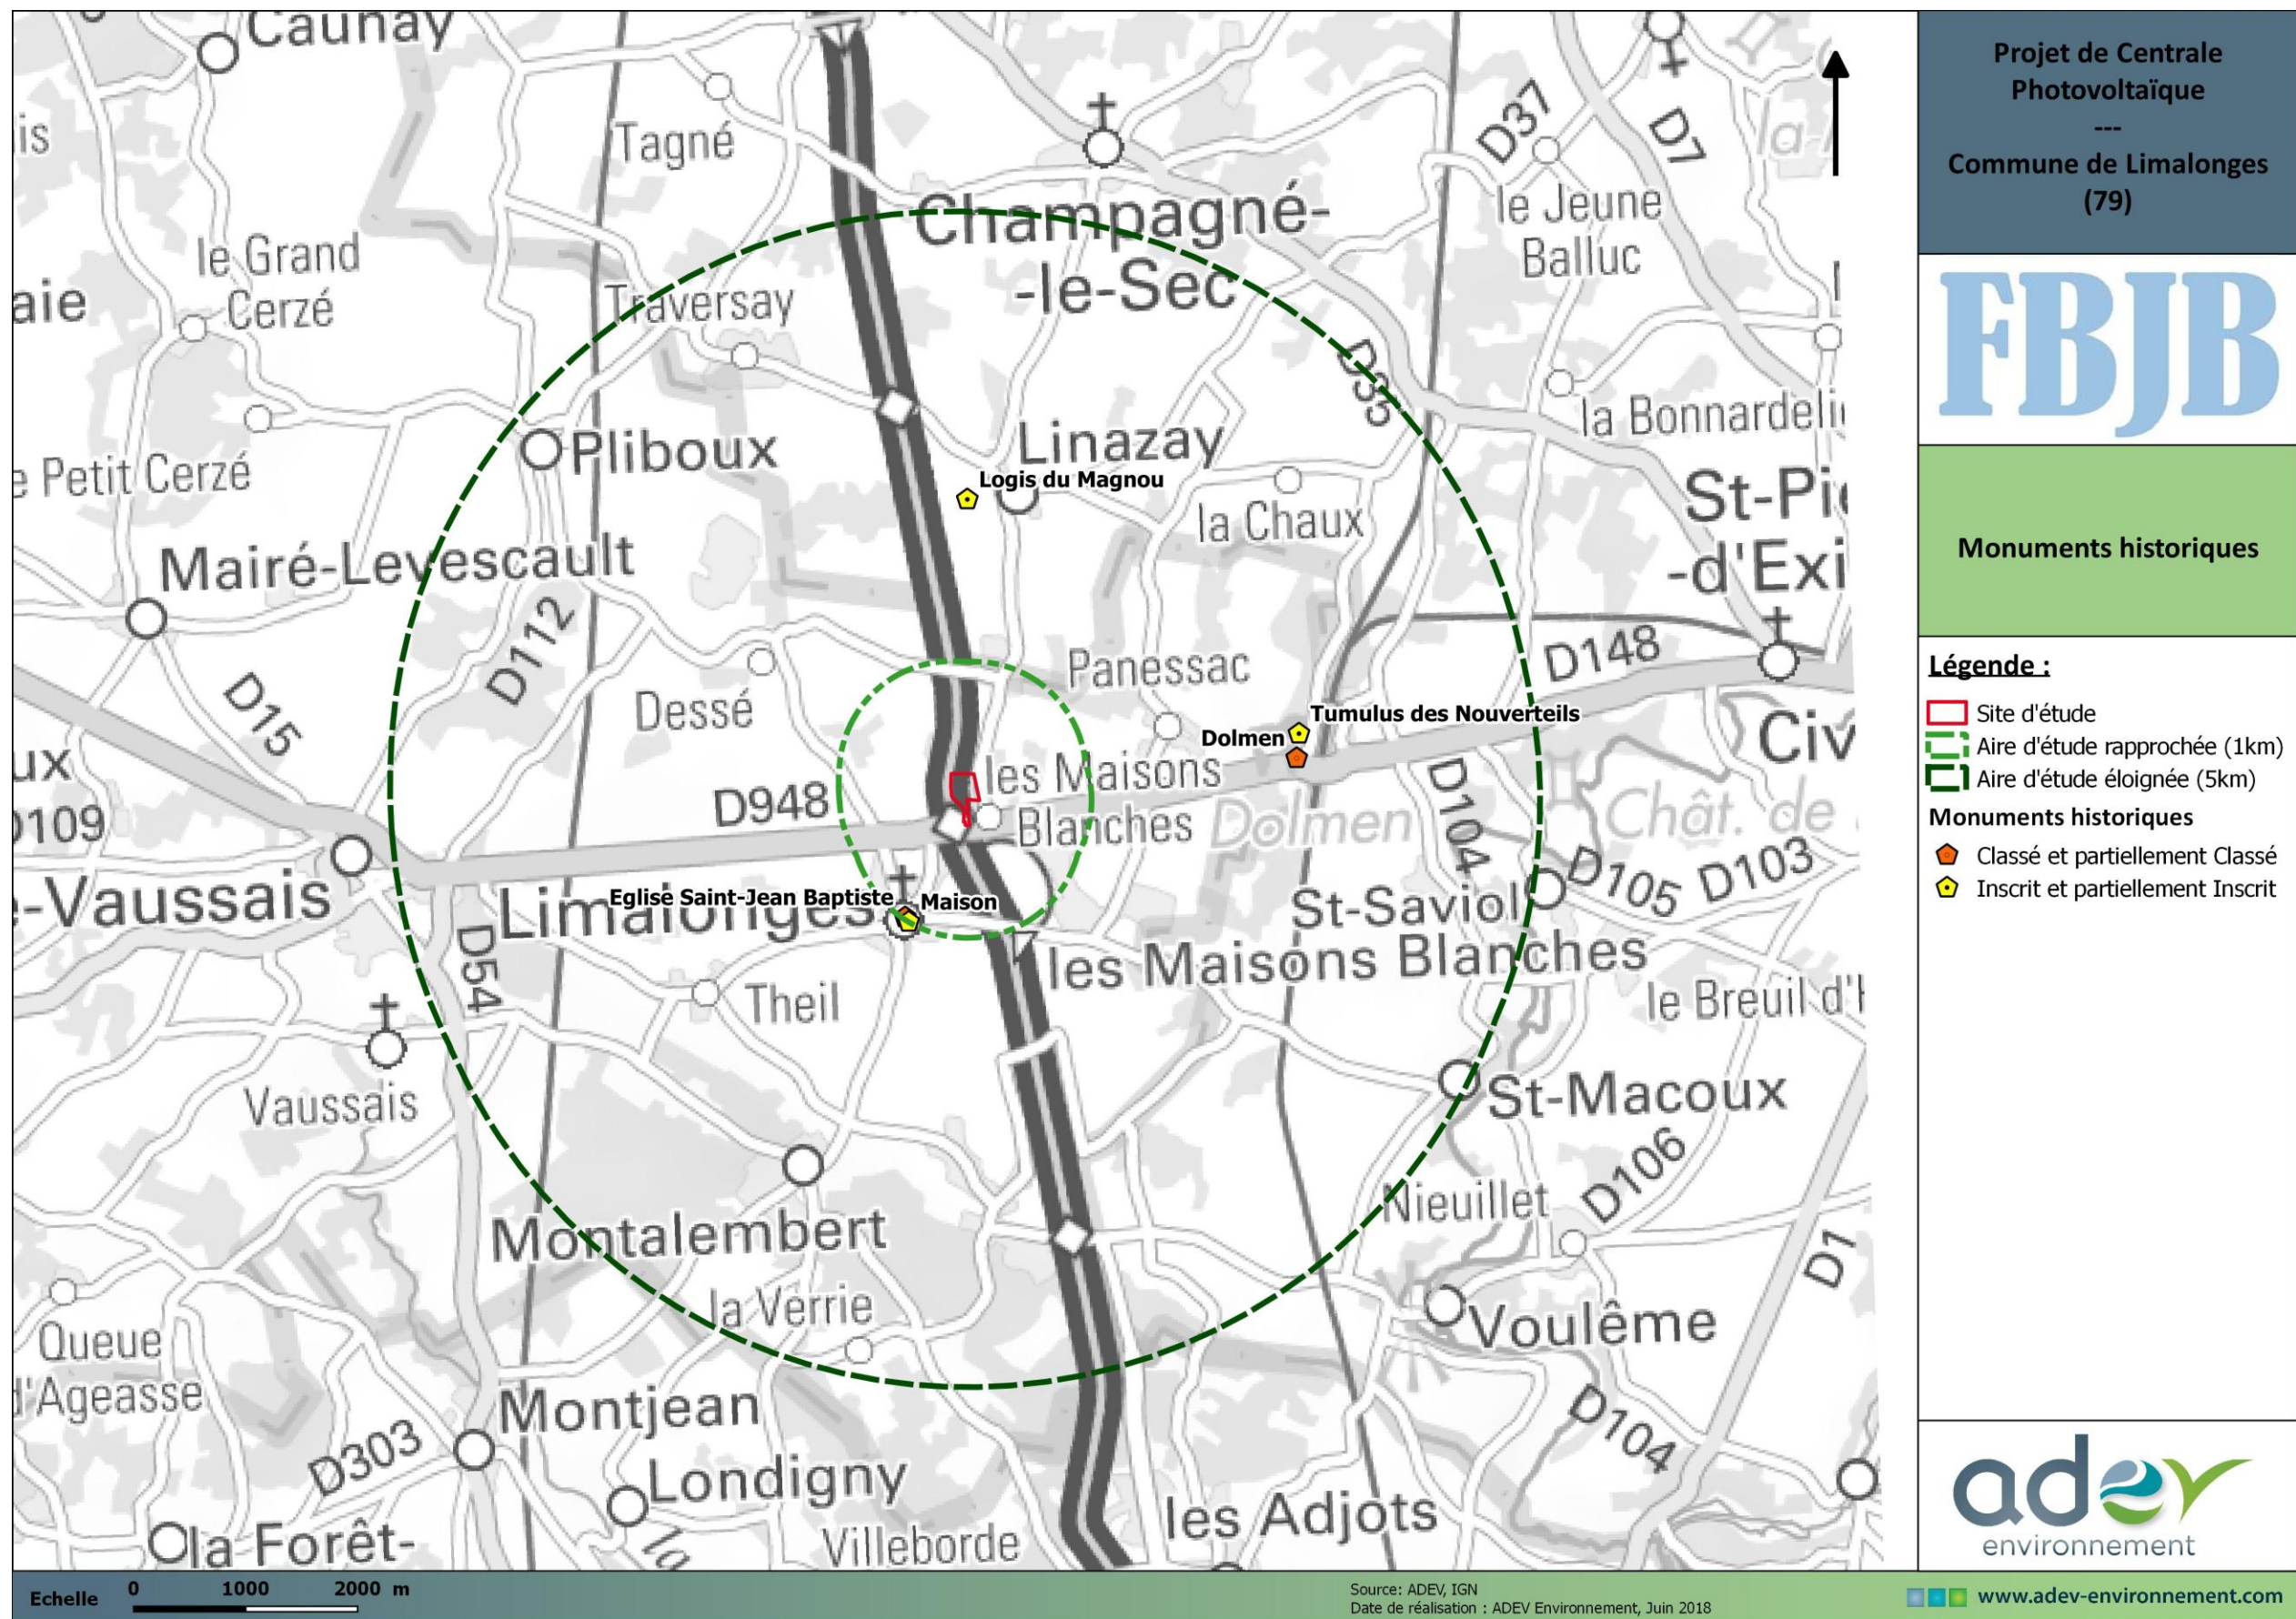 Caunay
is
Tagné
D37
D7
la-
Champagné-
-le-Sec
le Jeune
Balluc
le Grand
Cerzé
aie
Traversay
D35
la Bonnardeli
Pliboux
Linazay
Logis du Magnou
e Petit Cerzé
la Chaux
St-Pi
-d'Exi
Mairé-Levescault
D112
D148
Panessac
D15
Dessé
Tumulus des Nouverteils
Dolmen
Civ
ux
les Maisons
Blanches
D948
Dolmen
D104
Chât. de
D109
D105
D103
-Vaussais
Limalonges
Eglise Saint-Jean Baptiste
Maison
St-Saviol
les Maisons Blanches
D54
Theil
le Breuil d'
Vaussais
St-Macoux
D106
Nieuillet
Montalembert
D1
la Verrie
Voulême
Queue
d'Ageasse
Montjean
D104
D303
Londigny
les Adjots
la Forêt-
la
Villeborde
Projet de Centrale
Photovoltaïque
---
Commune de Limalonges
(79)
FBJB
Monuments historiques
Légende :
Site d'étude
Aire d'étude rapprochée (1km)
Aire d'étude éloignée (5km)
Monuments historiques
Classé et partiellement Classé
Inscrit et partiellement Inscrit
adev
environnement
Echelle
0 1000 2000 m
Source: ADEV, IGN
Date de réalisation : ADEV Environnement, Juin 2018
www.adev-environnement.com